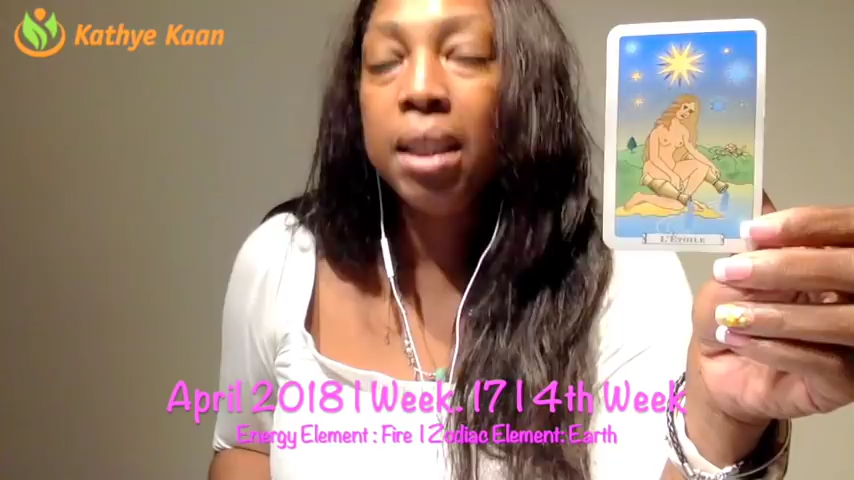 Kathye Kaan
L'ÉTOILE
April 2018 | Week. 17 | 4th Week
Energy Element : Fire | Zodiac Element: Earth